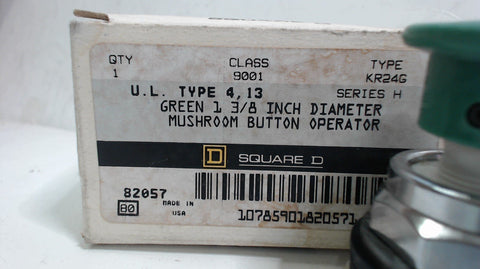 QTY CLASS TYPE
1 9001 KR24G
U.L. TYPE 4,13 SERIES H
GREEN 1 3/8 INCH DIAMETER
MUSHROOM BUTTON OPERATOR
D SQUARE D
82057
80 MADE IN
USA
10785901820571